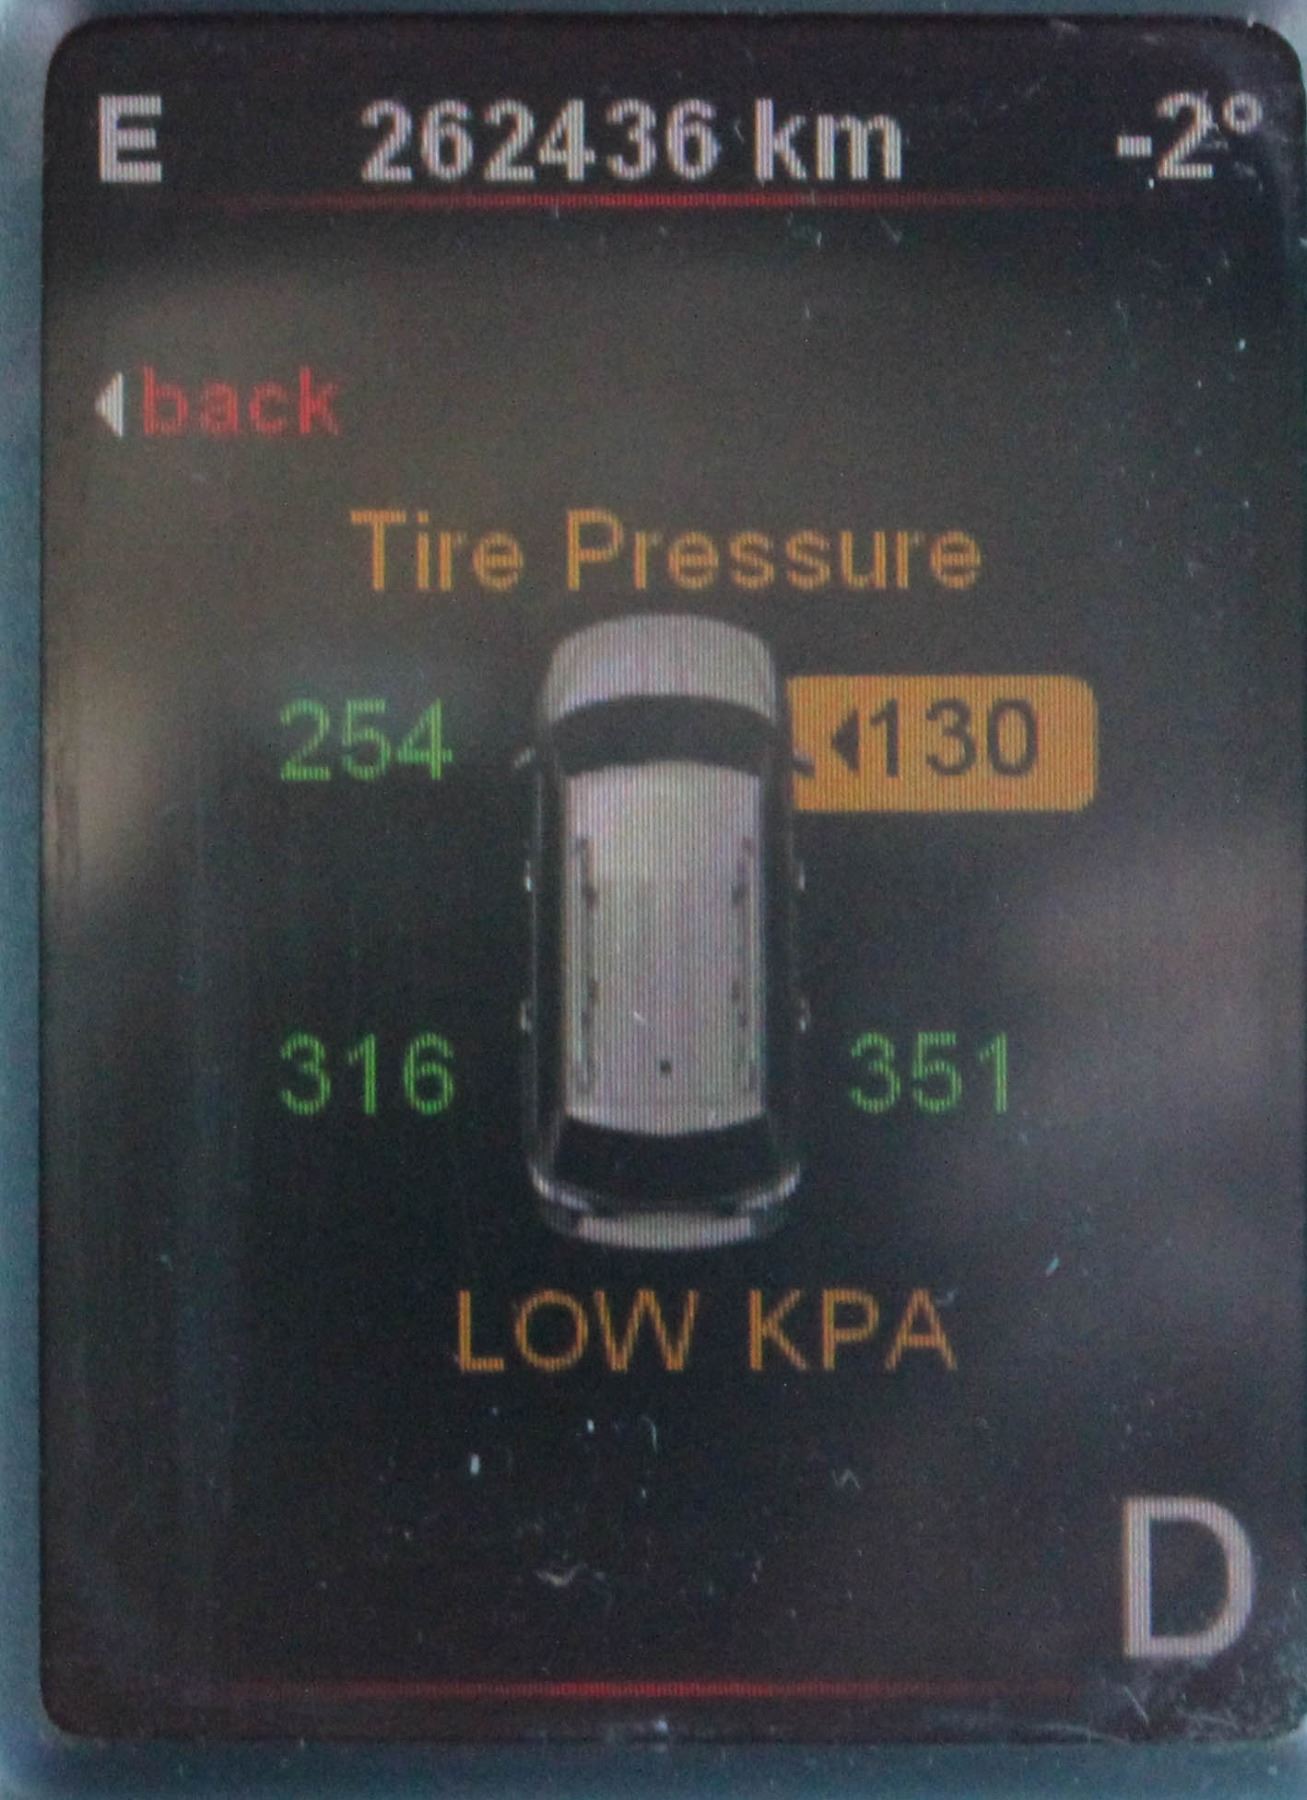 E 262436 km -2°
back
Tire Pressure
254 130
316 351
LOW KPA
D